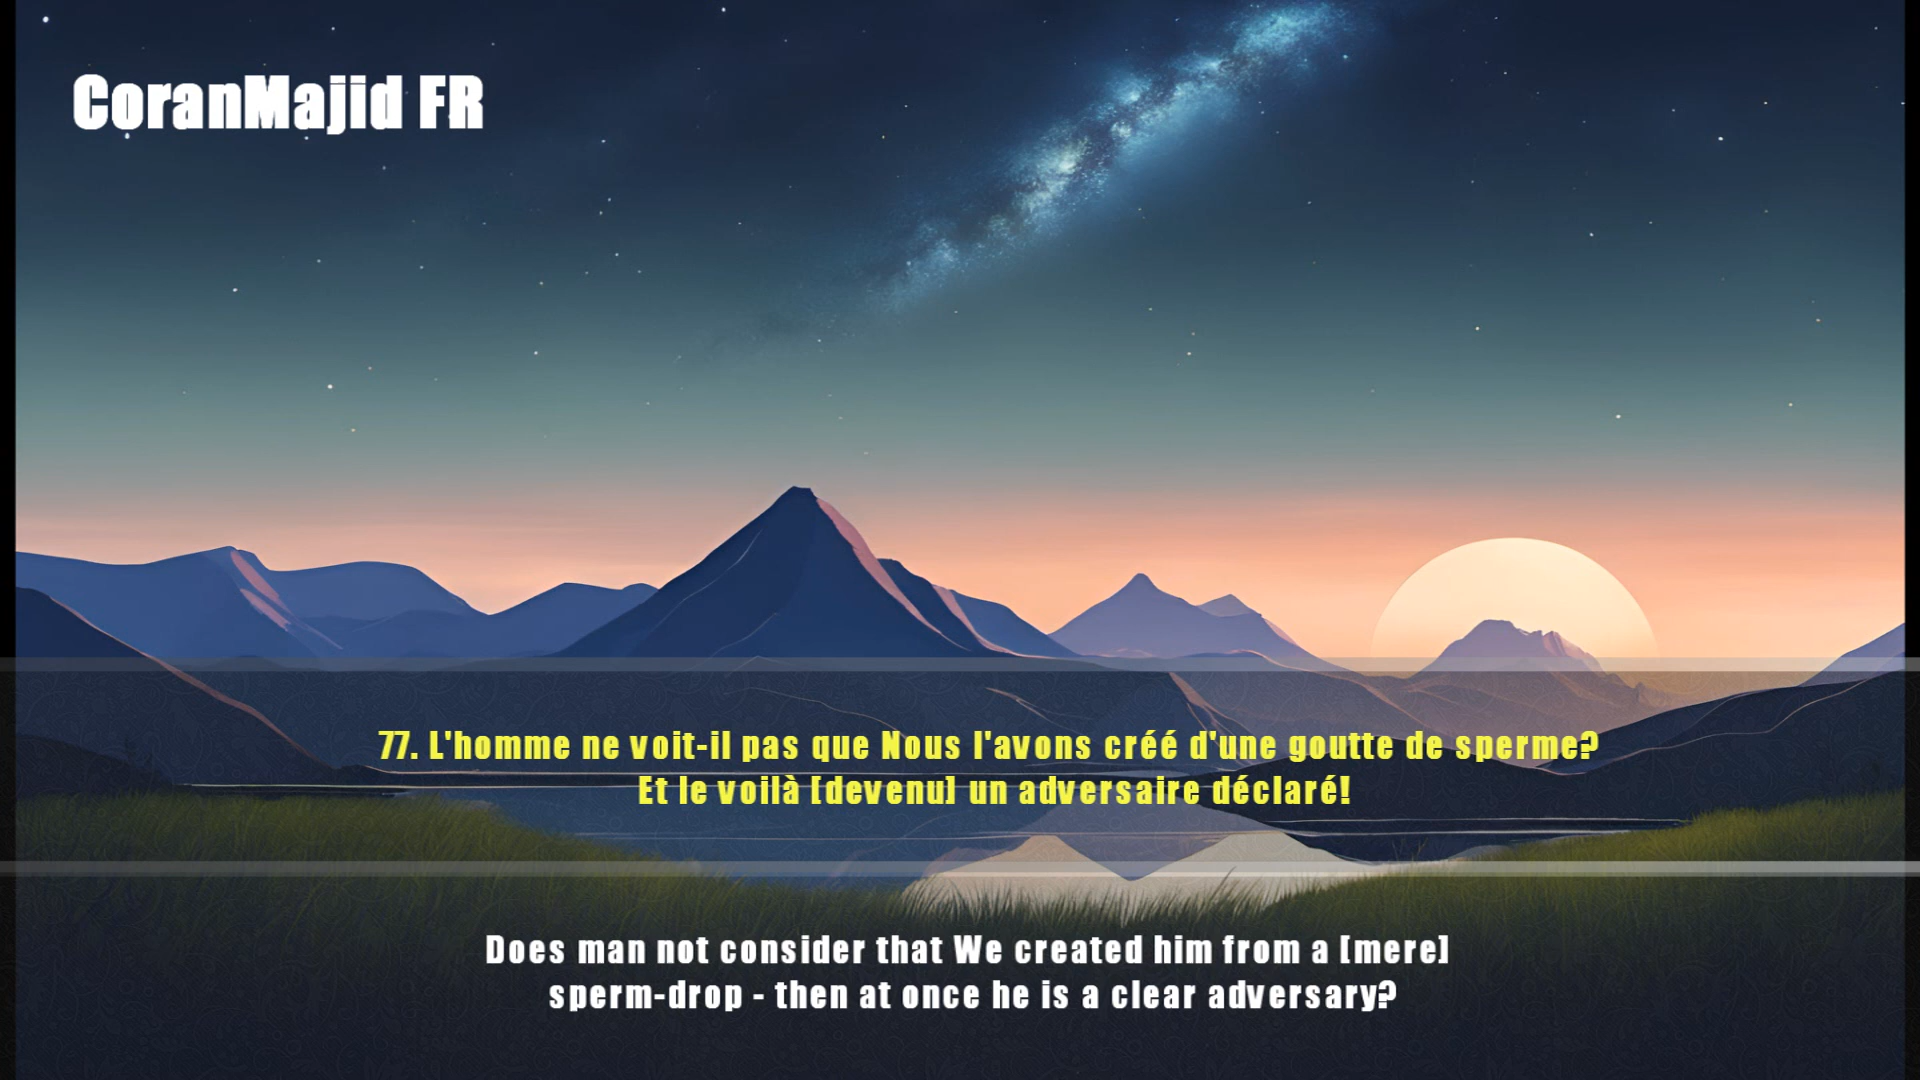 CoranMajid FR
77. L'homme ne voit-il pas que Nous l'avons créé d'une goutte de sperme?
Et le voilà [devenu] un adversaire déclaré!
Does man not consider that We created him from a [mere]
sperm-drop - then at once he is a clear adversary?